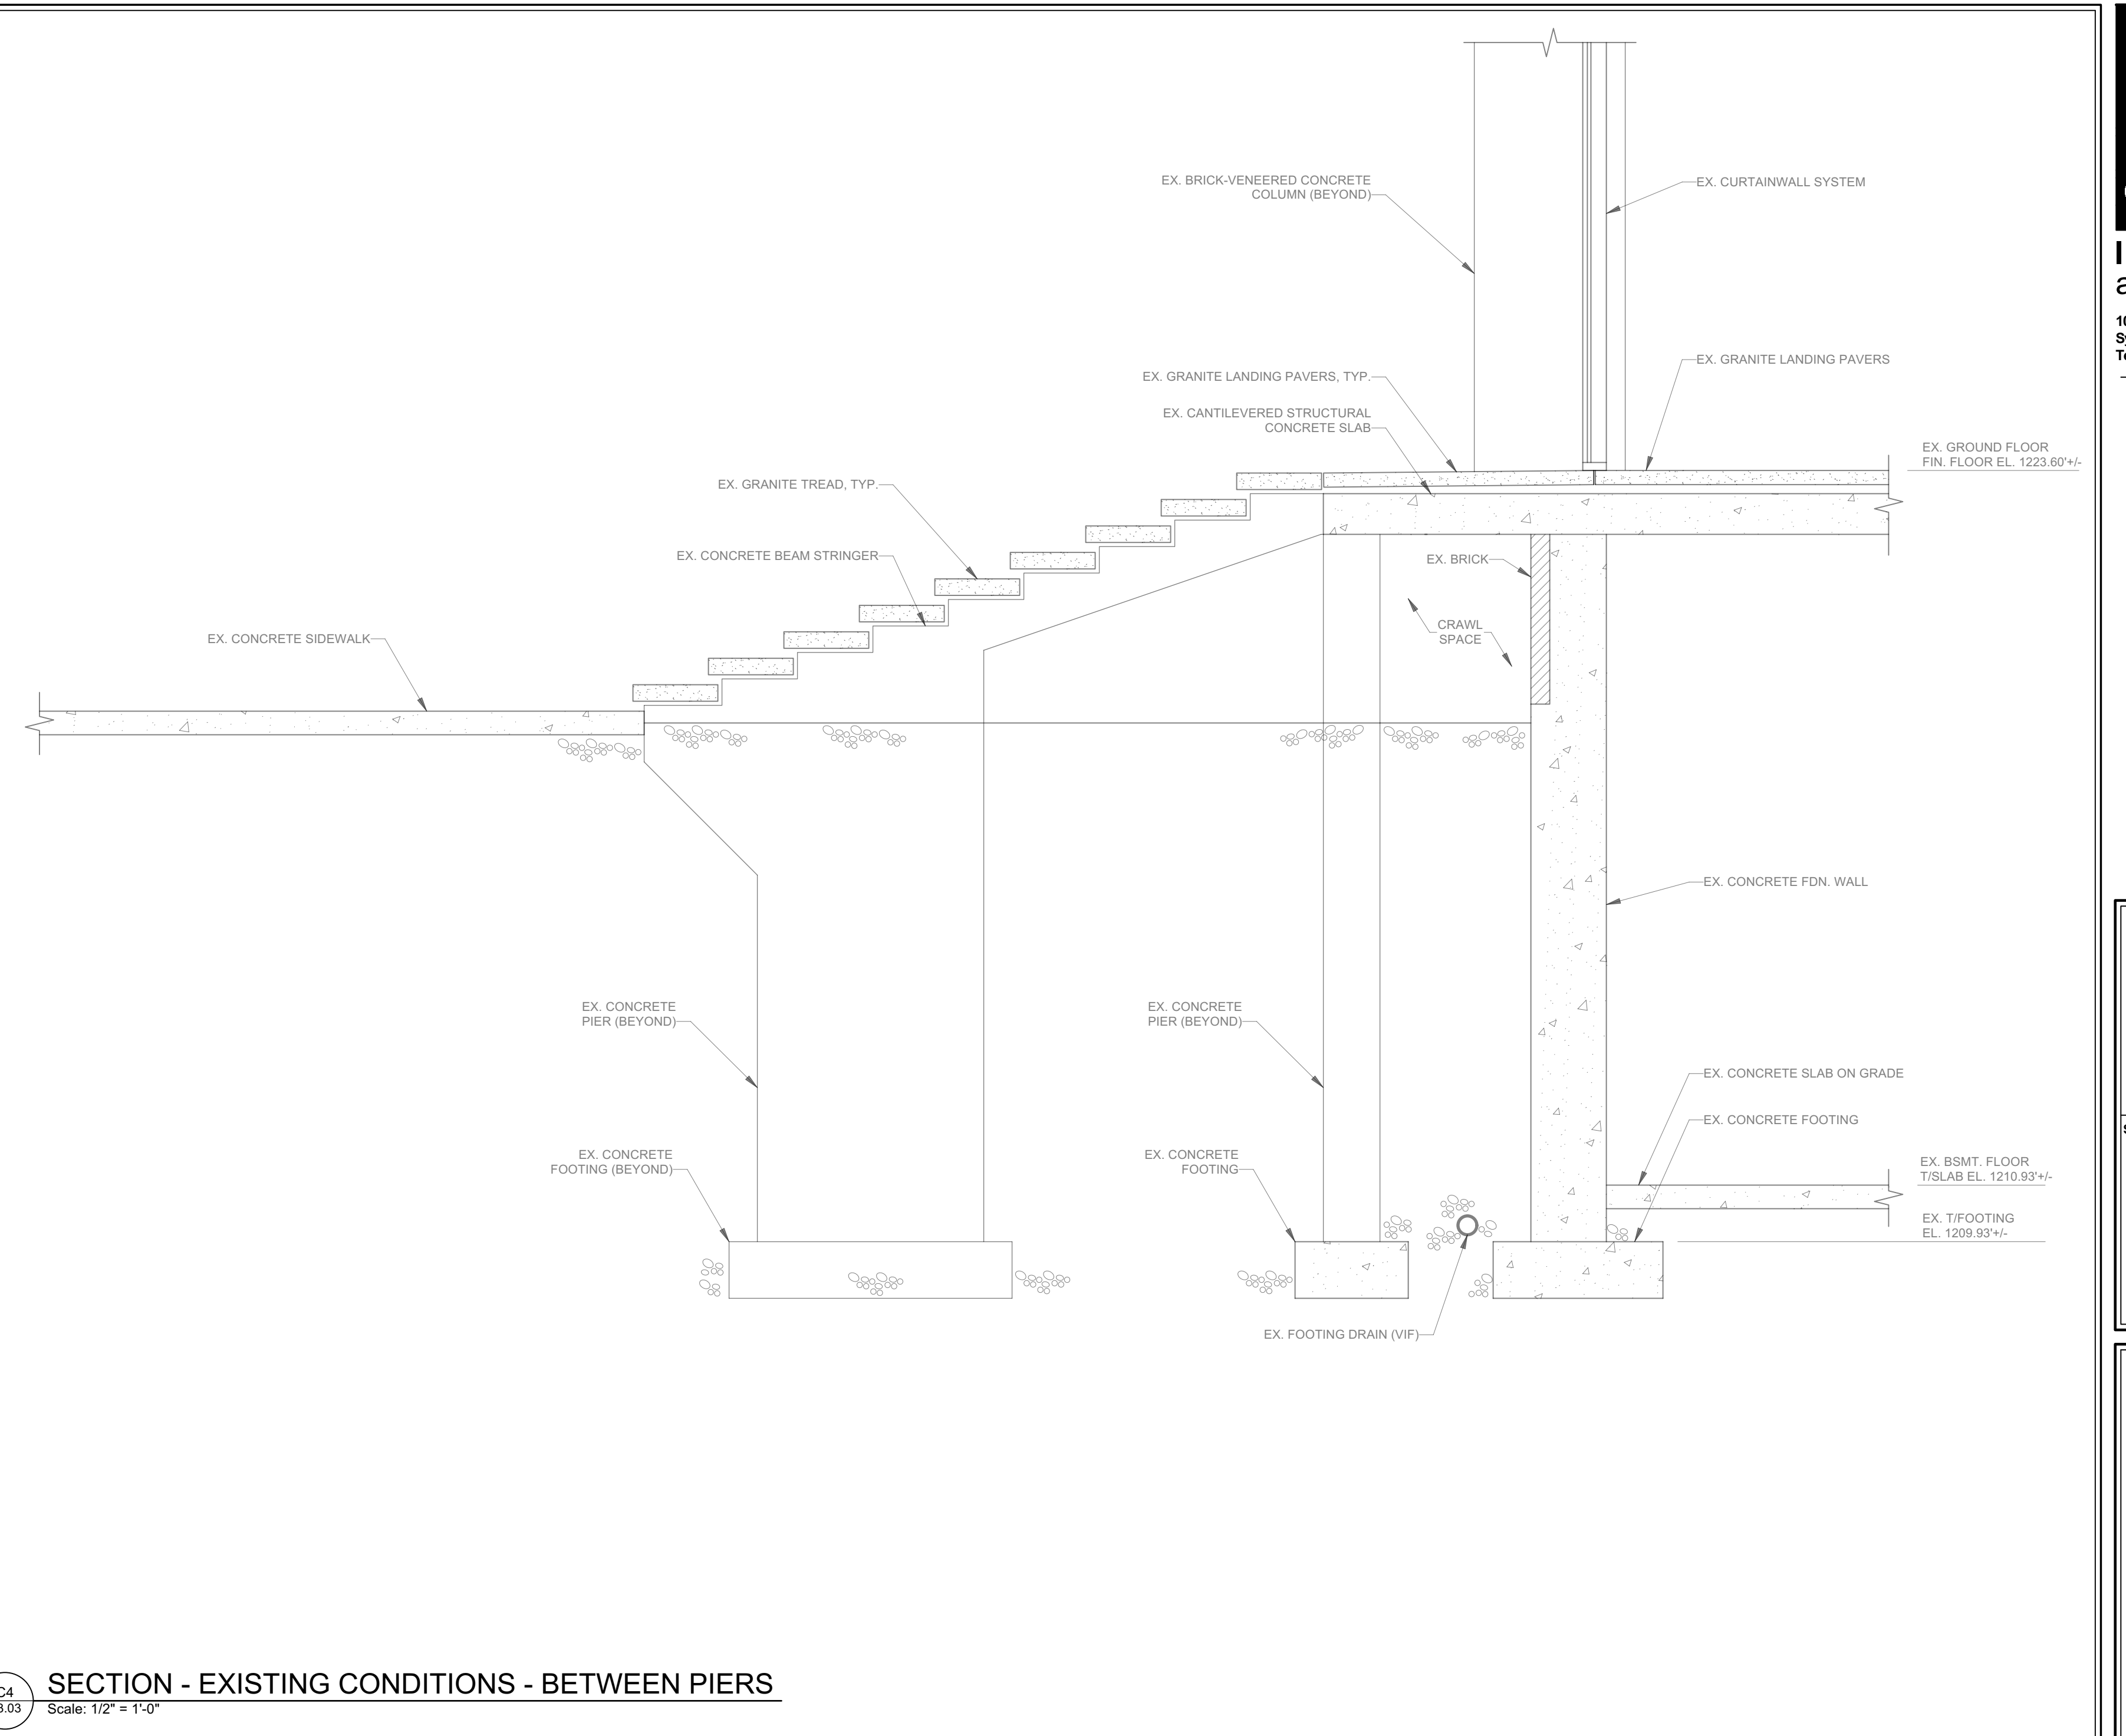 EX. BRICK-VENEERED CONCRETE
COLUMN (BEYOND)
EX. CURTAINWALL SYSTEM
EX. GRANITE LANDING PAVERS
EX. GRANITE LANDING PAVERS, TYP.
EX. CANTILEVERED STRUCTURAL
CONCRETE SLAB
EX. GROUND FLOOR
FIN. FLOOR EL. 1223.60'+/-
EX. GRANITE TREAD, TYP.
EX. CONCRETE BEAM STRINGER
EX. BRICK
CRAWL
SPACE
EX. CONCRETE SIDEWALK
EX. CONCRETE FDN. WALL
EX. CONCRETE
PIER (BEYOND)
EX. CONCRETE
PIER (BEYOND)
EX. CONCRETE SLAB ON GRADE
EX. CONCRETE FOOTING
EX. CONCRETE
FOOTING (BEYOND)
EX. CONCRETE
FOOTING
EX. BSMT. FLOOR
T/SLAB EL. 1210.93'+/-
EX. T/FOOTING
EL. 1209.93'+/-
EX. FOOTING DRAIN (VIF)
C4
3.03
SECTION - EXISTING CONDITIONS - BETWEEN PIERS
Scale: 1/2" = 1'-0"